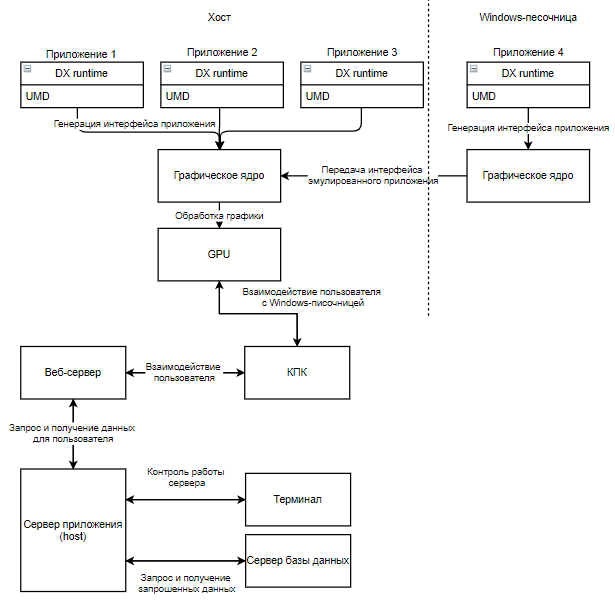 Хост
Windows-песочница
Приложение 1
Приложение 2
Приложение 3
Приложение 4
DX runtime
DX runtime
DX runtime
DX runtime
UMD
UMD
UMD
UMD
Генерация интерфейса приложения
Генерация интерфейса приложения
Графическое ядро
Передача интерфейса
эмулированного приложения
Графическое ядро
Обработка графики
GPU
Взаимодействие пользователя
с Windows-писочницей
Веб-сервер
Взаимодействие
пользователя
КПК
Запрос и получение данных
для пользователя
Контроль работы
сервера
Терминал
Сервер приложения
(host)
Сервер базы данных
Запрос и получение
запрошенных данных